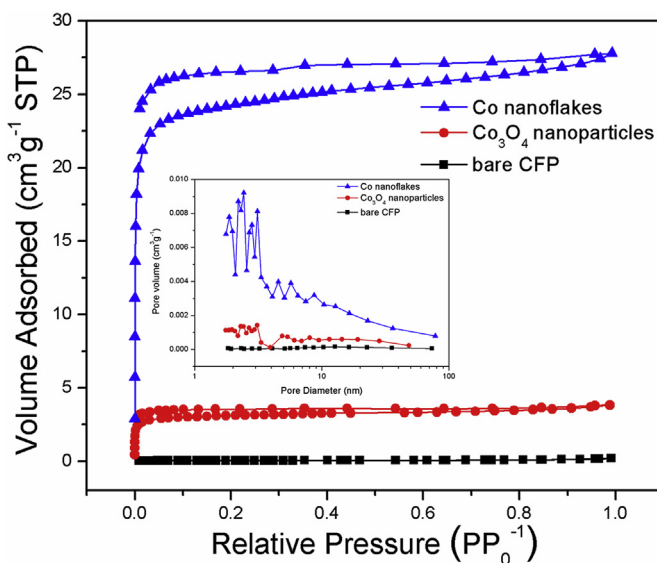 30
25
20
15
10
5
0
Volume Adsorbed (cm³g⁻¹ STP)
Co nanoflakes
Co₃O₄ nanoparticles
bare CFP
0.010
0.008
0.006
0.004
0.002
0.000
Pore volume (cm³g⁻¹)
Co nanoflakes
Co₃O₄ nanoparticles
bare CFP
1
10
100
Pore Diameter (nm)
0.0 0.2 0.4 0.6 0.8 1.0
Relative Pressure (PP₀⁻¹)